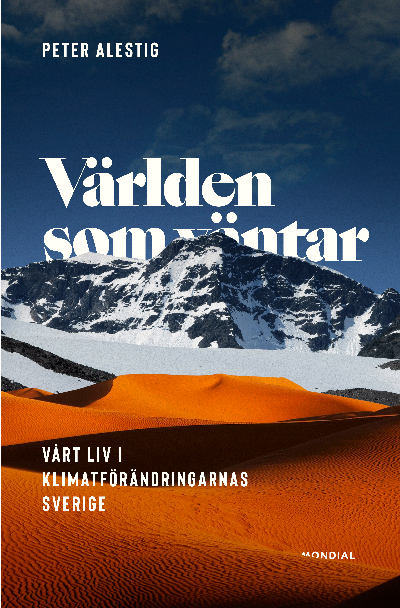 PETER ALESTIG
Världen
som väntar
VÅRT LIV I
KLIMATFÖRÄNDRINGARNAS
SVERIGE
MONDIAL